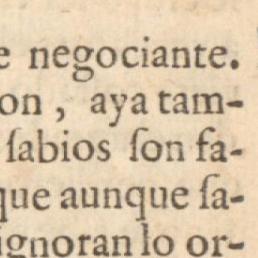 e negociante.
on, aya tam-
ſabios ſon fa-
que aunque ſa-
ignoran lo or-